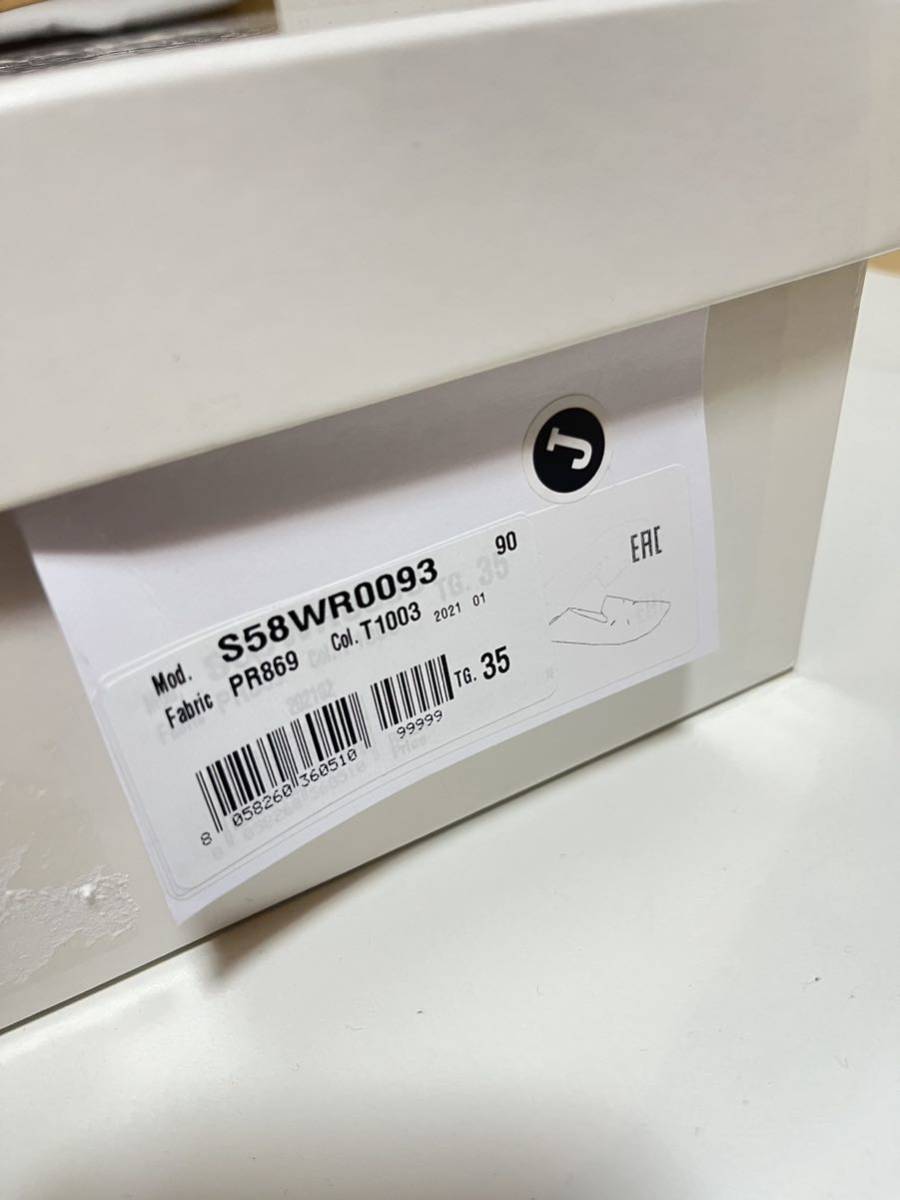 J
EAC
90
Mod. S58WR0093
Fabric PR869 Col. T1003 2021 01
TG. 35
8 058260 360510 99999